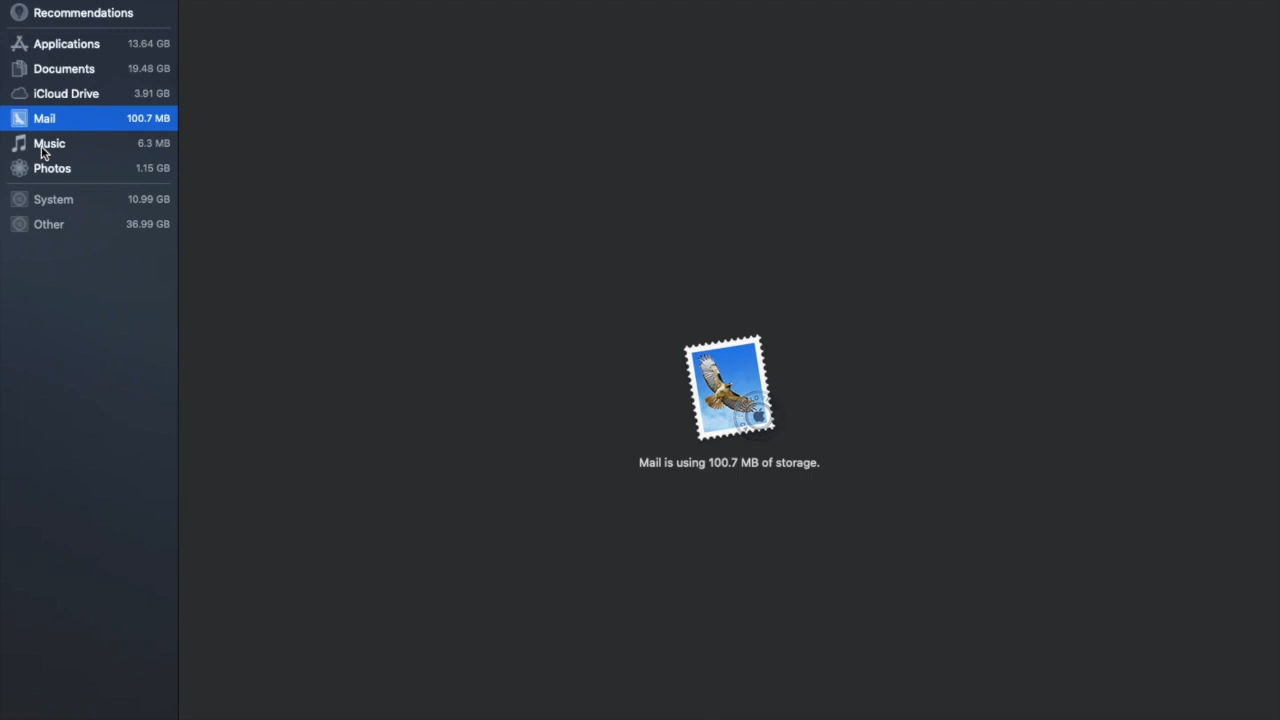 Recommendations
Applications 13.64 GB
Documents 19.48 GB
iCloud Drive 3.91 GB
Mail 100.7 MB
Music 6.3 MB
Photos 1.15 GB
System 10.99 GB
Other 36.99 GB
Mail is using 100.7 MB of storage.